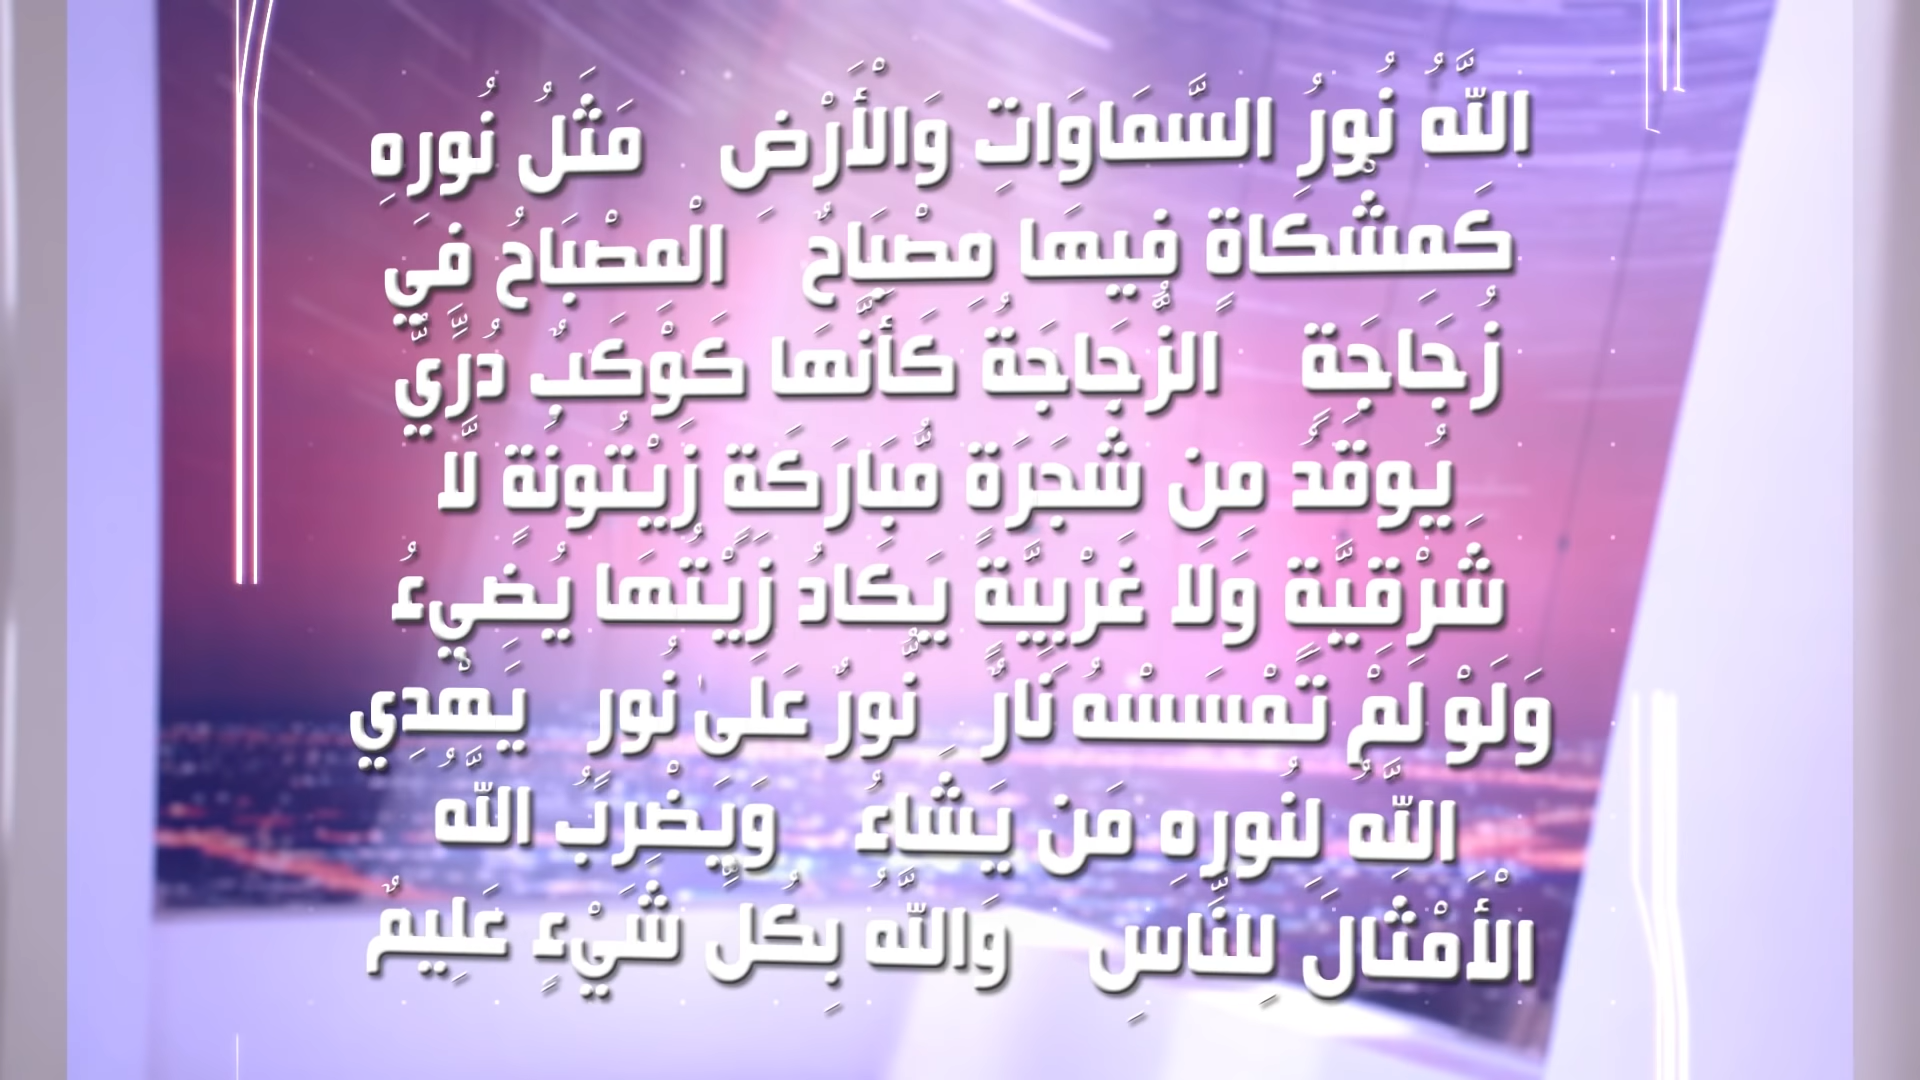 اللَّهُ نُورُ السَّمَاوَاتِ وَالْأَرْضِ مَثَلُ نُورِهِ
كَمِشْكَاةٍ فِيهَا مِصْبَاحٌ الْمِصْبَاحُ فِي
زُجَاجَةٍ الزُّجَاجَةُ كَأَنَّهَا كَوْكَبٌ دُرِّيٌّ
يُوقَدُ مِن شَجَرَةٍ مُّبَارَكَةٍ زَيْتُونَةٍ لَّا
شَرْقِيَّةٍ وَلَا غَرْبِيَّةٍ يَكَادُ زَيْتُهَا يُضِيءُ
وَلَوْ لَمْ تَمْسَسْهُ نَارٌ نُّورٌ عَلَىٰ نُورٍ يَهْدِي
اللَّهُ لِنُورِهِ مَن يَشَاءُ وَيَضْرِبُ اللَّهُ
الْأَمْثَالَ لِلنَّاسِ وَاللَّهُ بِكُلِّ شَيْءٍ عَلِيمٌ